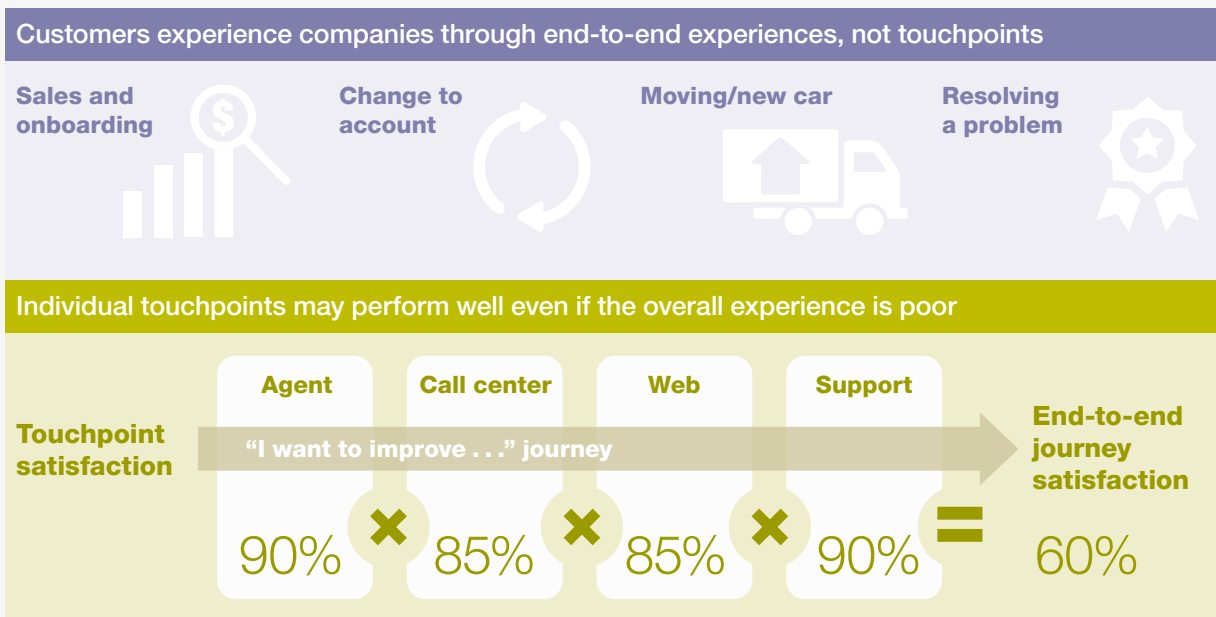 Customers experience companies through end-to-end experiences, not touchpoints
Sales and
onboarding
$
Change to
account
Moving/new car
Resolving
a problem
Individual touchpoints may perform well even if the overall experience is poor
Touchpoint
satisfaction
Agent
Call center
Web
Support
“I want to improve . . .” journey
End-to-end
journey
satisfaction
90% × 85% × 85% × 90% = 60%